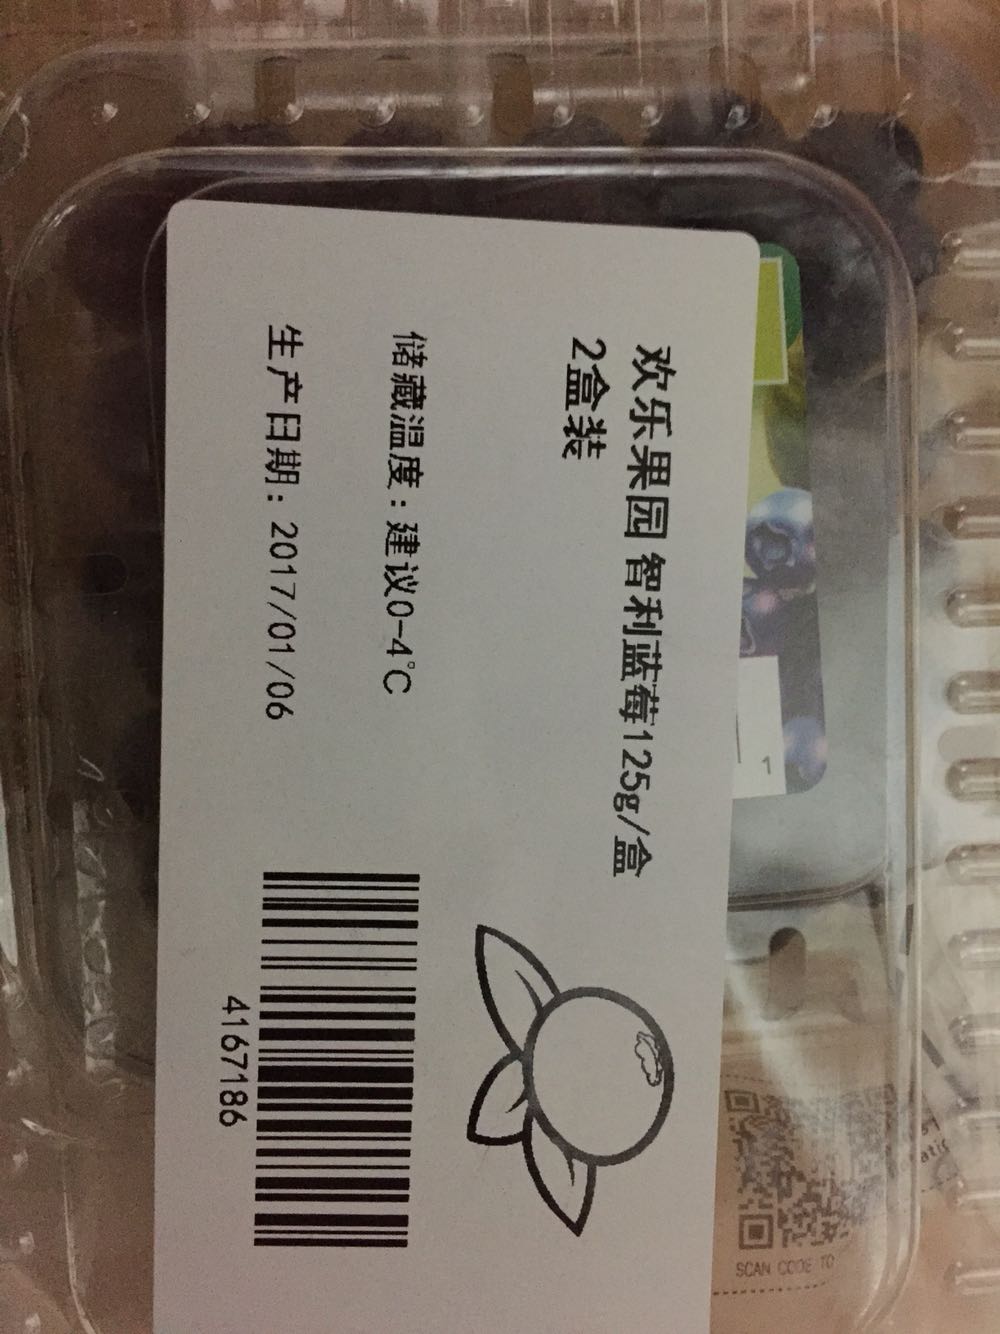 欢乐果园 智利蓝莓125g/盒
2盒装
储藏温度：建议0-4℃
生产日期：2017/01/06
4167186
1
SCAN CODE TO